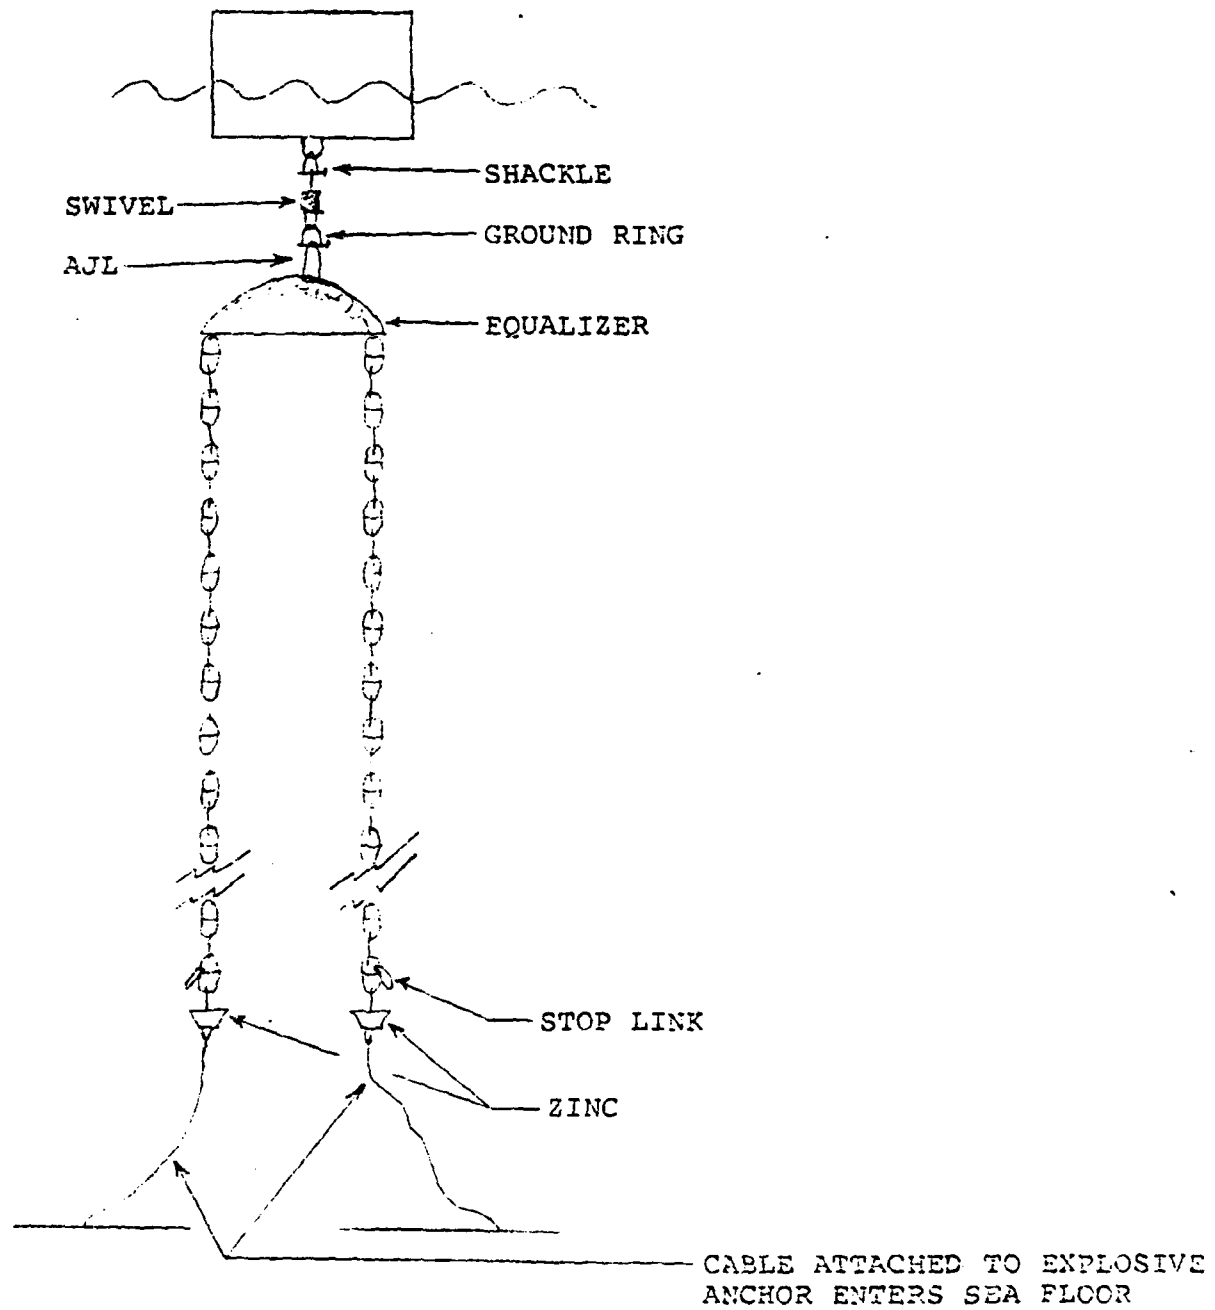 SHACKLE
SWIVEL
GROUND RING
AJL
EQUALIZER
STOP LINK
ZINC
CABLE ATTACHED TO EXPLOSIVE
ANCHOR ENTERS SEA FLOOR